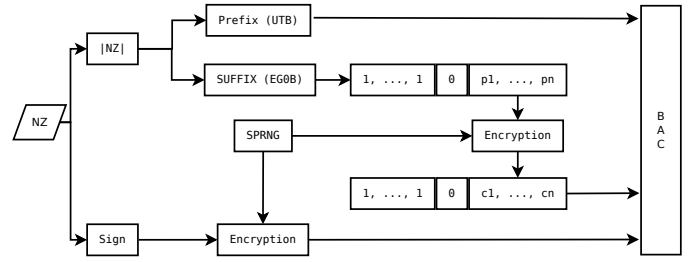 Prefix (UTB)
|NZ|
SUFFIX (EG0B)
1, ..., 1 0 p1, ..., pn
NZ
SPRNG
Encryption
B
A
C
1, ..., 1 0 c1, ..., cn
Sign
Encryption